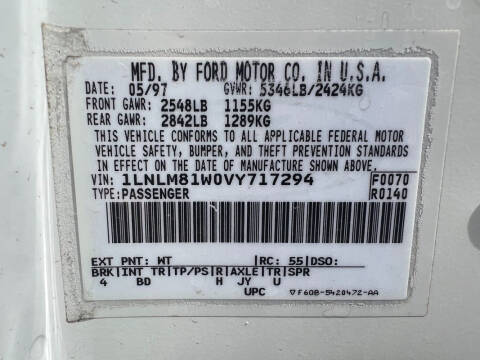 MFD. BY FORD MOTOR CO. IN U.S.A.
DATE: 05/97 GVWR: 5346LB/2424KG
FRONT GAWR: 2548LB 1155KG
REAR GAWR: 2842LB 1289KG
THIS VEHICLE CONFORMS TO ALL APPLICABLE FEDERAL MOTOR
VEHICLE SAFETY, BUMPER, AND THEFT PREVENTION STANDARDS
IN EFFECT ON THE DATE OF MANUFACTURE SHOWN ABOVE.
VIN: 1LNLM81W0VY717294 F0070
TYPE: PASSENGER R0140
EXT PNT: WT RC: 55 DSO:
BRK INT TR TP/PS R AXLE TR SPR
4 BD H JY U
UPC ▽F60B-5420472-AA